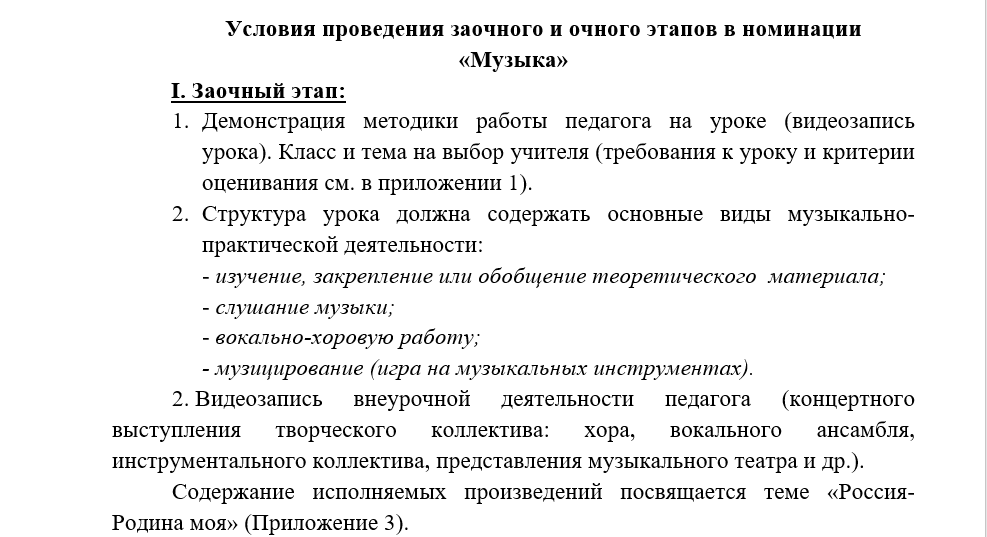 Условия проведения заочного и очного этапов в номинации
«Музыка»
I. Заочный этап:
1. Демонстрация методики работы педагога на уроке (видеозапись
урока). Класс и тема на выбор учителя (требования к уроку и критерии
оценивания см. в приложении 1).
2. Структура урока должна содержать основные виды музыкально-
практической деятельности:
- изучение, закрепление или обобщение теоретического материала;
- слушание музыки;
- вокально-хоровую работу;
- музицирование (игра на музыкальных инструментах).
2. Видеозапись внеурочной деятельности педагога (концертного
выступления творческого коллектива: хора, вокального ансамбля,
инструментального коллектива, представления музыкального театра и др.).
Содержание исполняемых произведений посвящается теме «Россия-
Родина моя» (Приложение 3).